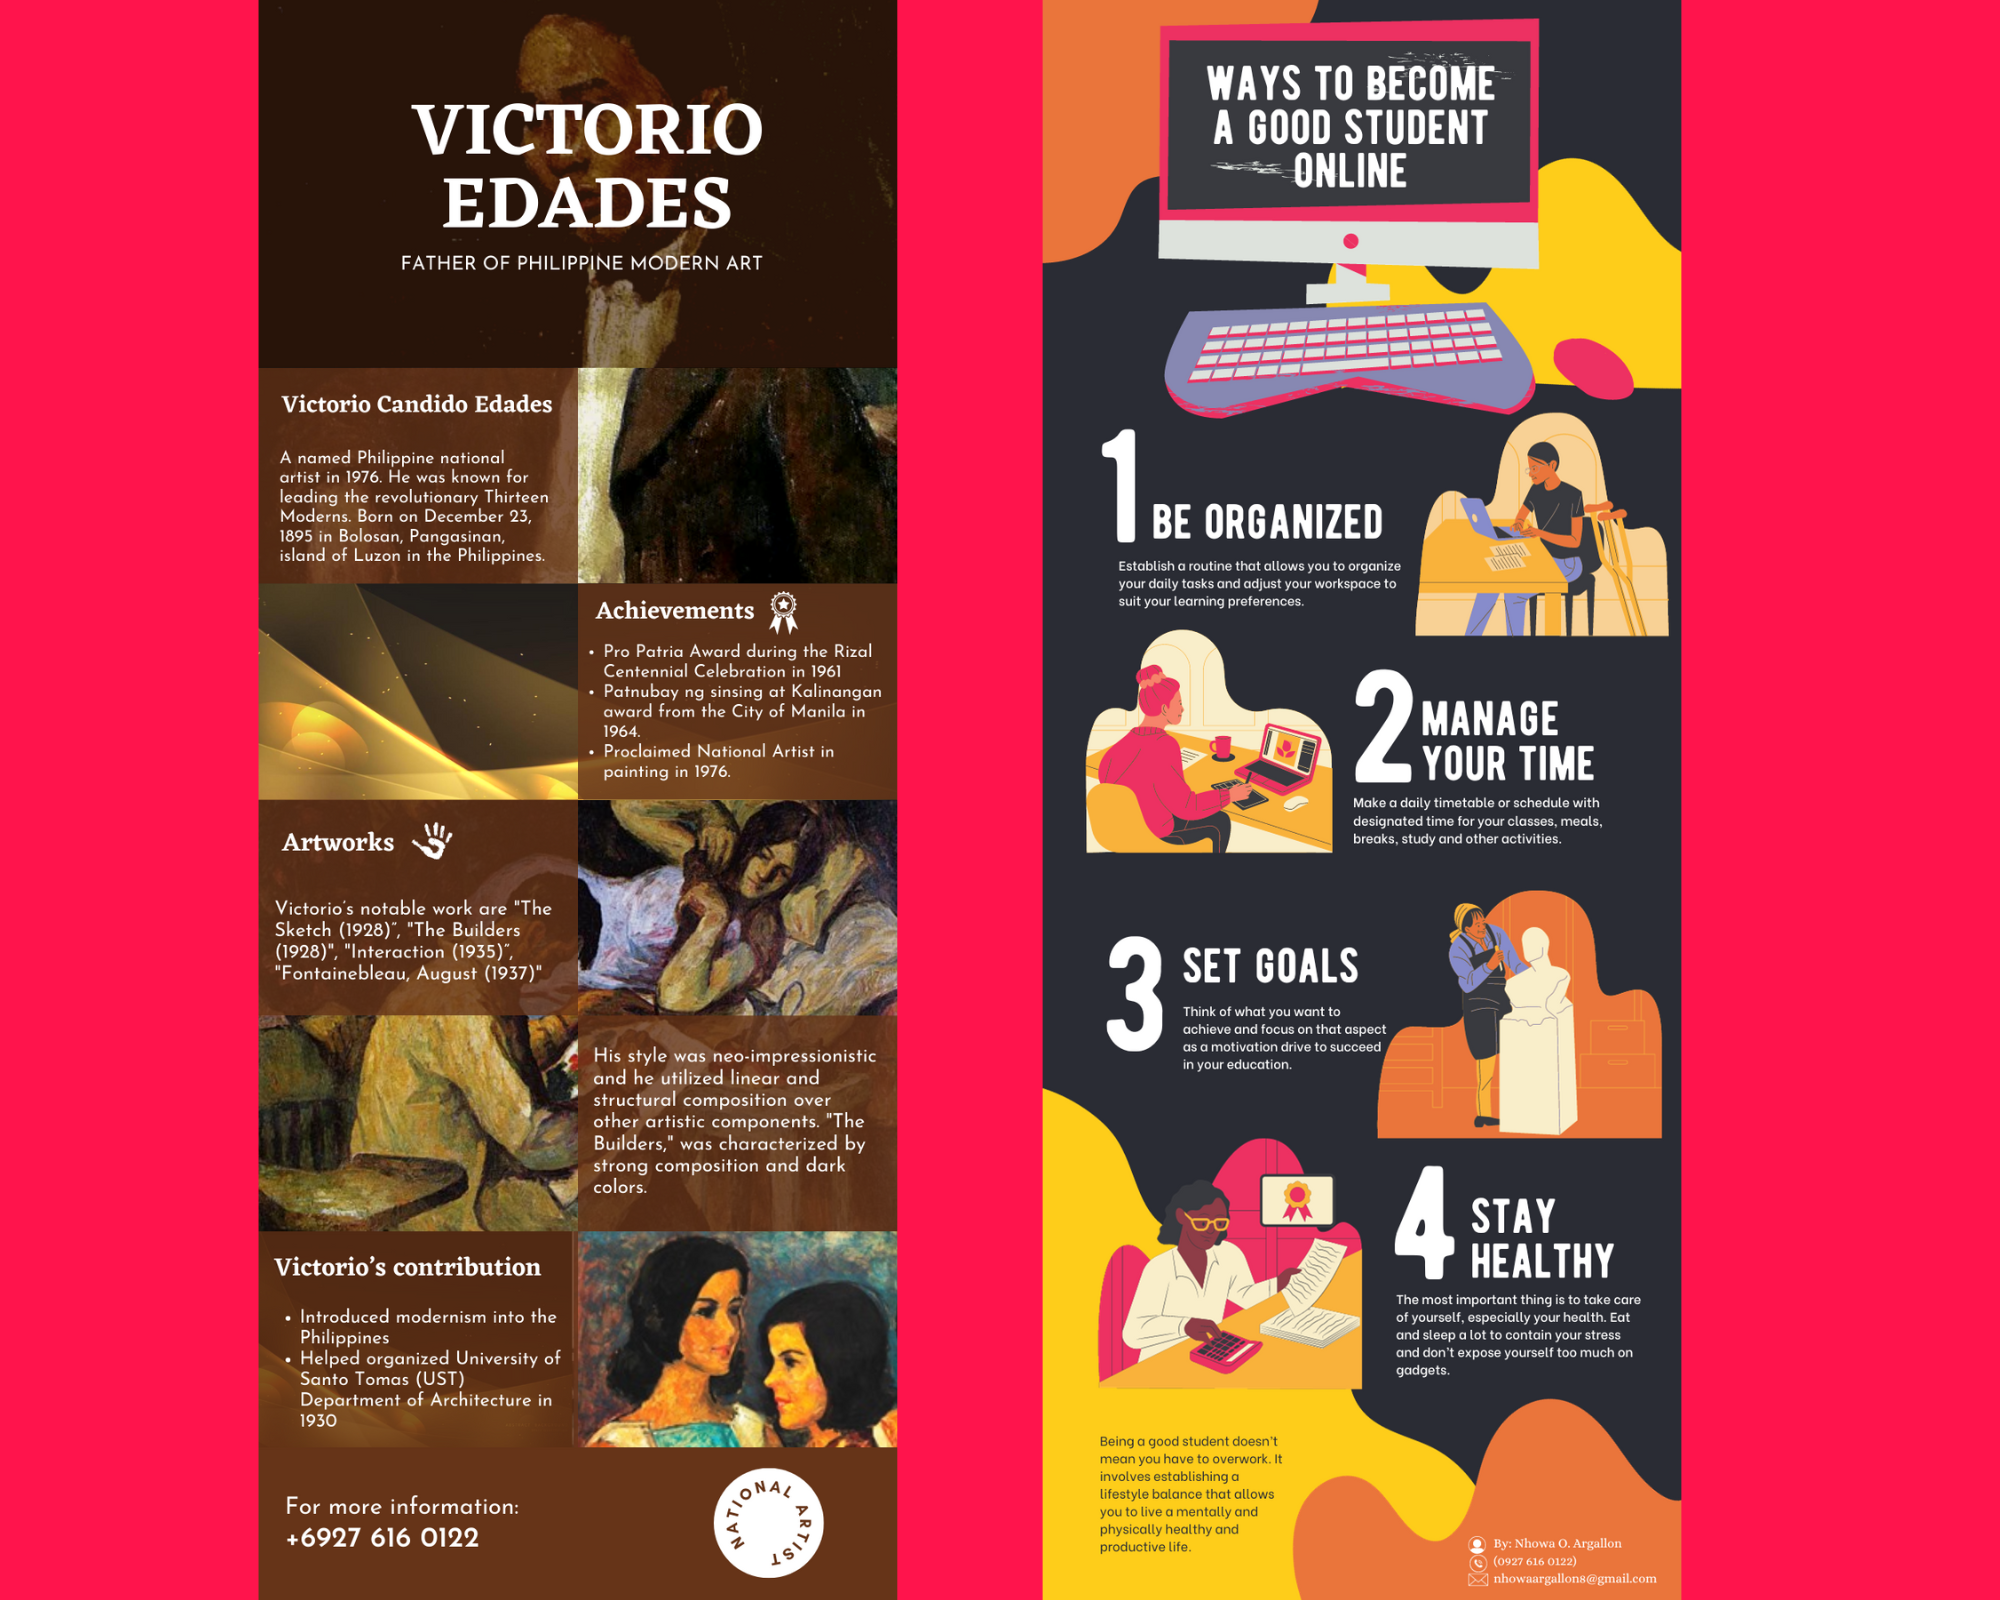 VICTORIO
EDADES
FATHER OF PHILIPPINE MODERN ART
Victorio Candido Edades
A named Philippine national
artist in 1976. He was known for
leading the revolutionary Thirteen
Moderns. Born on December 23,
1895 in Bolosan, Pangasinan,
island of Luzon in the Philippines.
Achievements
• Pro Patria Award during the Rizal
Centennial Celebration in 1961
• Patnubay ng sinsing at Kalinangan
award from the City of Manila in
1964.
• Proclaimed National Artist in
painting in 1976.
Artworks
Victorio's notable work are "The
Sketch (1928)", "The Builders
(1928)", "Interaction (1935)",
"Fontainebleau, August (1937)"
His style was neo-impressionistic
and he utilized linear and
structural composition over
other artistic components. "The
Builders," was characterized by
strong composition and dark
colors.
Victorio's contribution
• Introduced modernism into the
Philippines
• Helped organized University of
Santo Tomas (UST)
Department of Architecture in
1930
For more information:
+6927 616 0122
NATIONAL ARTIST
WAYS TO BECOME
A GOOD STUDENT
ONLINE
1 BE ORGANIZED
Establish a routine that allows you to organize
your daily tasks and adjust your workspace to
suit your learning preferences.
2 MANAGE
YOUR TIME
Make a daily timetable or schedule with
designated time for your classes, meals,
breaks, study and other activities.
3 SET GOALS
Think of what you want to
achieve and focus on that aspect
as a motivation drive to succeed
in your education.
4 STAY
HEALTHY
The most important thing is to take care
of yourself, especially your health. Eat
and sleep a lot to contain your stress
and don't expose yourself too much on
gadgets.
Being a good student doesn't
mean you have to overwork. It
involves establishing a
lifestyle balance that allows
you to live a mentally and
physically healthy and
productive life.
By: Nhowa O. Argallon
(0927 616 0122)
nhowaargallon8@gmail.com